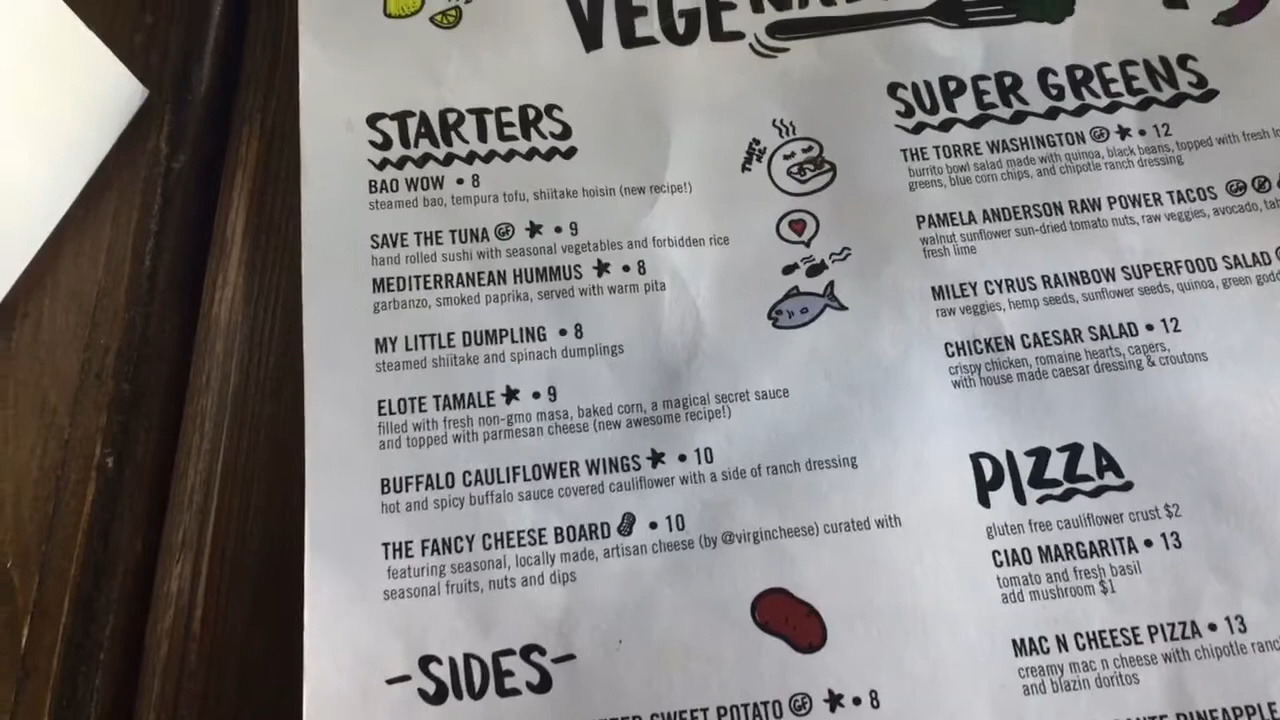 STARTERS
BAO WOW • 8
steamed bao, tempura tofu, shiitake hoisin (new recipe!)
SAVE THE TUNA GF ★ • 9
hand rolled sushi with seasonal vegetables and forbidden rice
MEDITERRANEAN HUMMUS ★ • 8
garbanzo, smoked paprika, served with warm pita
MY LITTLE DUMPLING • 8
steamed shiitake and spinach dumplings
ELOTE TAMALE ★ • 9
filled with fresh non-gmo masa, baked corn, a magical secret sauce
and topped with parmesan cheese (new awesome recipe!)
BUFFALO CAULIFLOWER WINGS ★ • 10
hot and spicy buffalo sauce covered cauliflower with a side of ranch dressing
THE FANCY CHEESE BOARD • 10
featuring seasonal, locally made, artisan cheese (by @virgincheese) curated with
seasonal fruits, nuts and dips
-SIDES-
SWEET POTATO GF ★ • 8
THAT'S ME
SUPER GREENS
THE TORRE WASHINGTON GF ★ • 12
burrito bowl salad made with quinoa, black beans, topped with fresh
greens, blue corn chips, and chipotle ranch dressing
PAMELA ANDERSON RAW POWER TACOS GF
walnut sunflower sun-dried tomato nuts, raw veggies, avocado,
fresh lime
MILEY CYRUS RAINBOW SUPERFOOD SALAD
raw veggies, hemp seeds, sunflower seeds, quinoa, green
CHICKEN CAESAR SALAD • 12
crispy chicken, romaine hearts, capers,
with house made caesar dressing & croutons
PIZZA
gluten free cauliflower crust $2
CIAO MARGARITA • 13
tomato and fresh basil
add mushroom $1
MAC N CHEESE PIZZA • 13
creamy mac n cheese with chipotle
and blazin doritos
PINEAPPLE